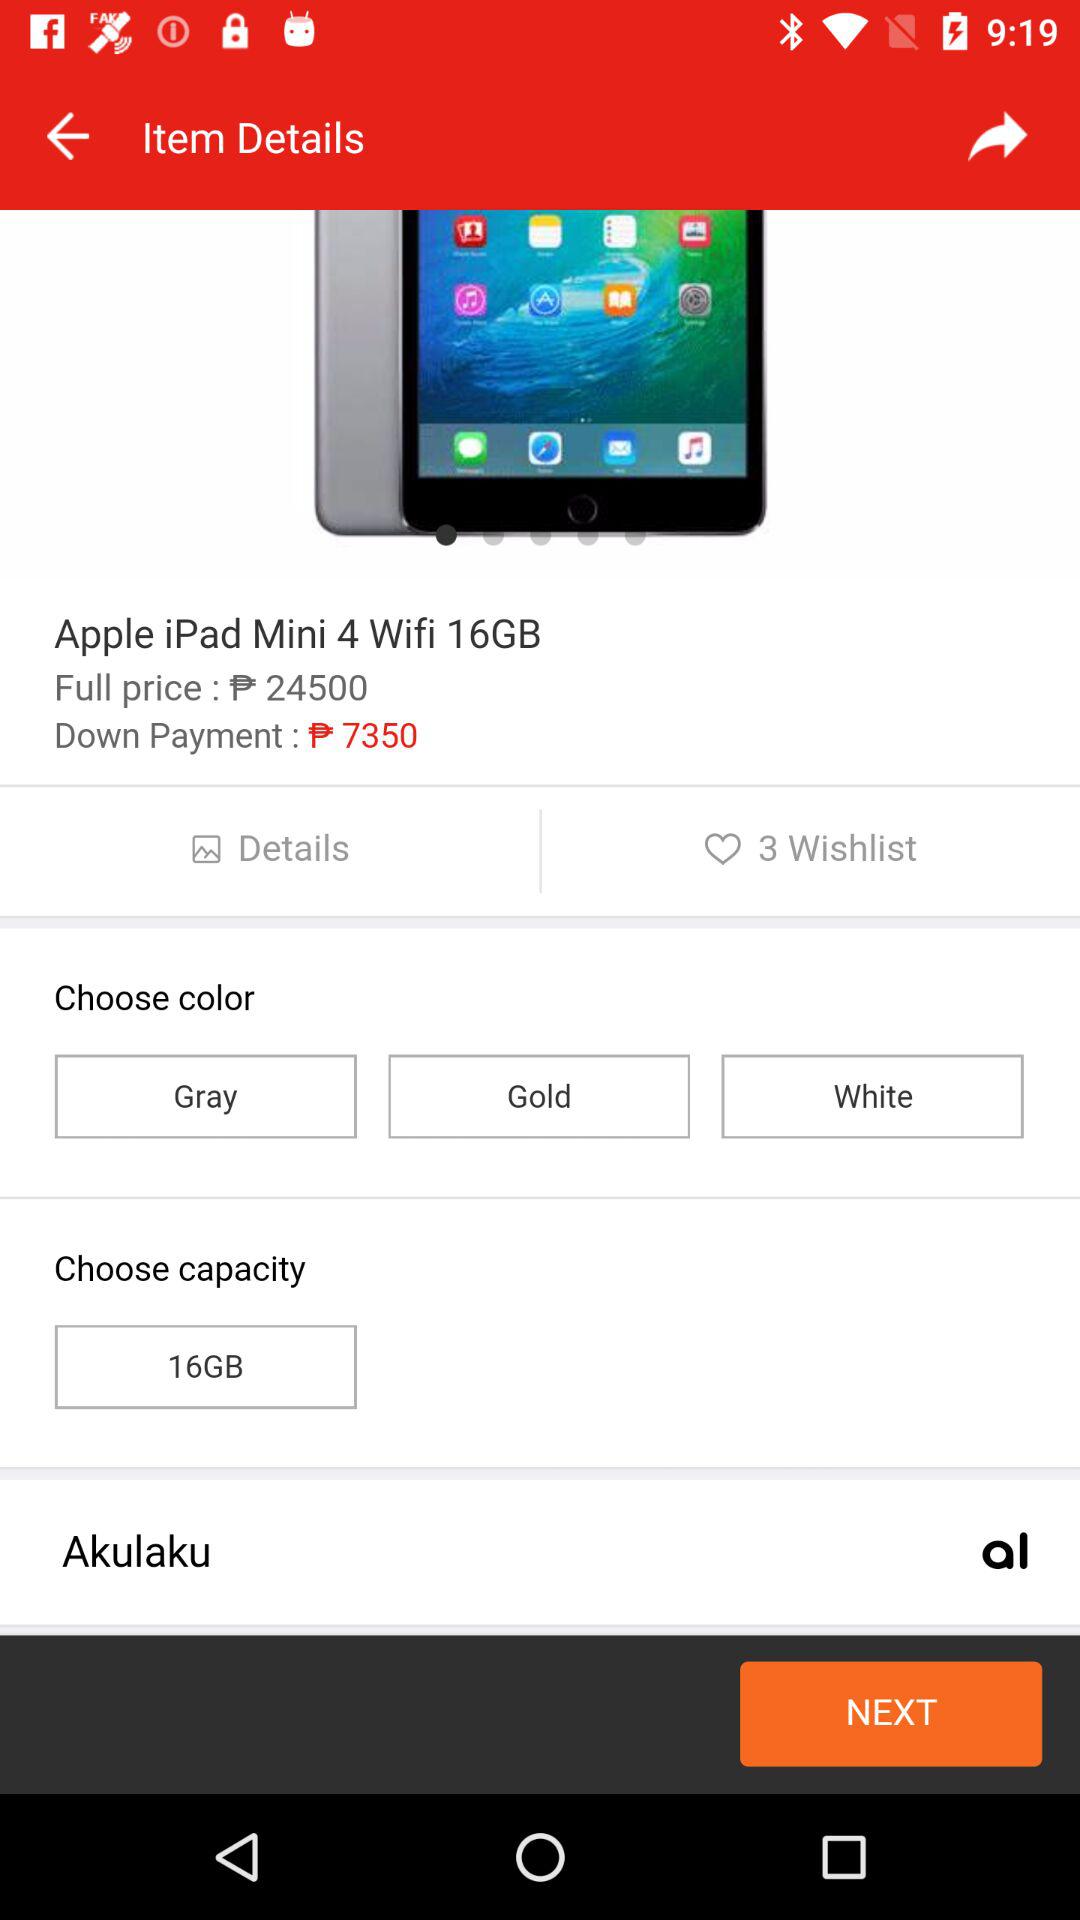 FAKE
9:19
Item Details
Apple iPad Mini 4 Wifi 16GB
Full price : ₱ 24500
Down Payment : ₱ 7350
Details
3 Wishlist
Choose color
Gray Gold White
Choose capacity
16GB
Akulaku
al
NEXT